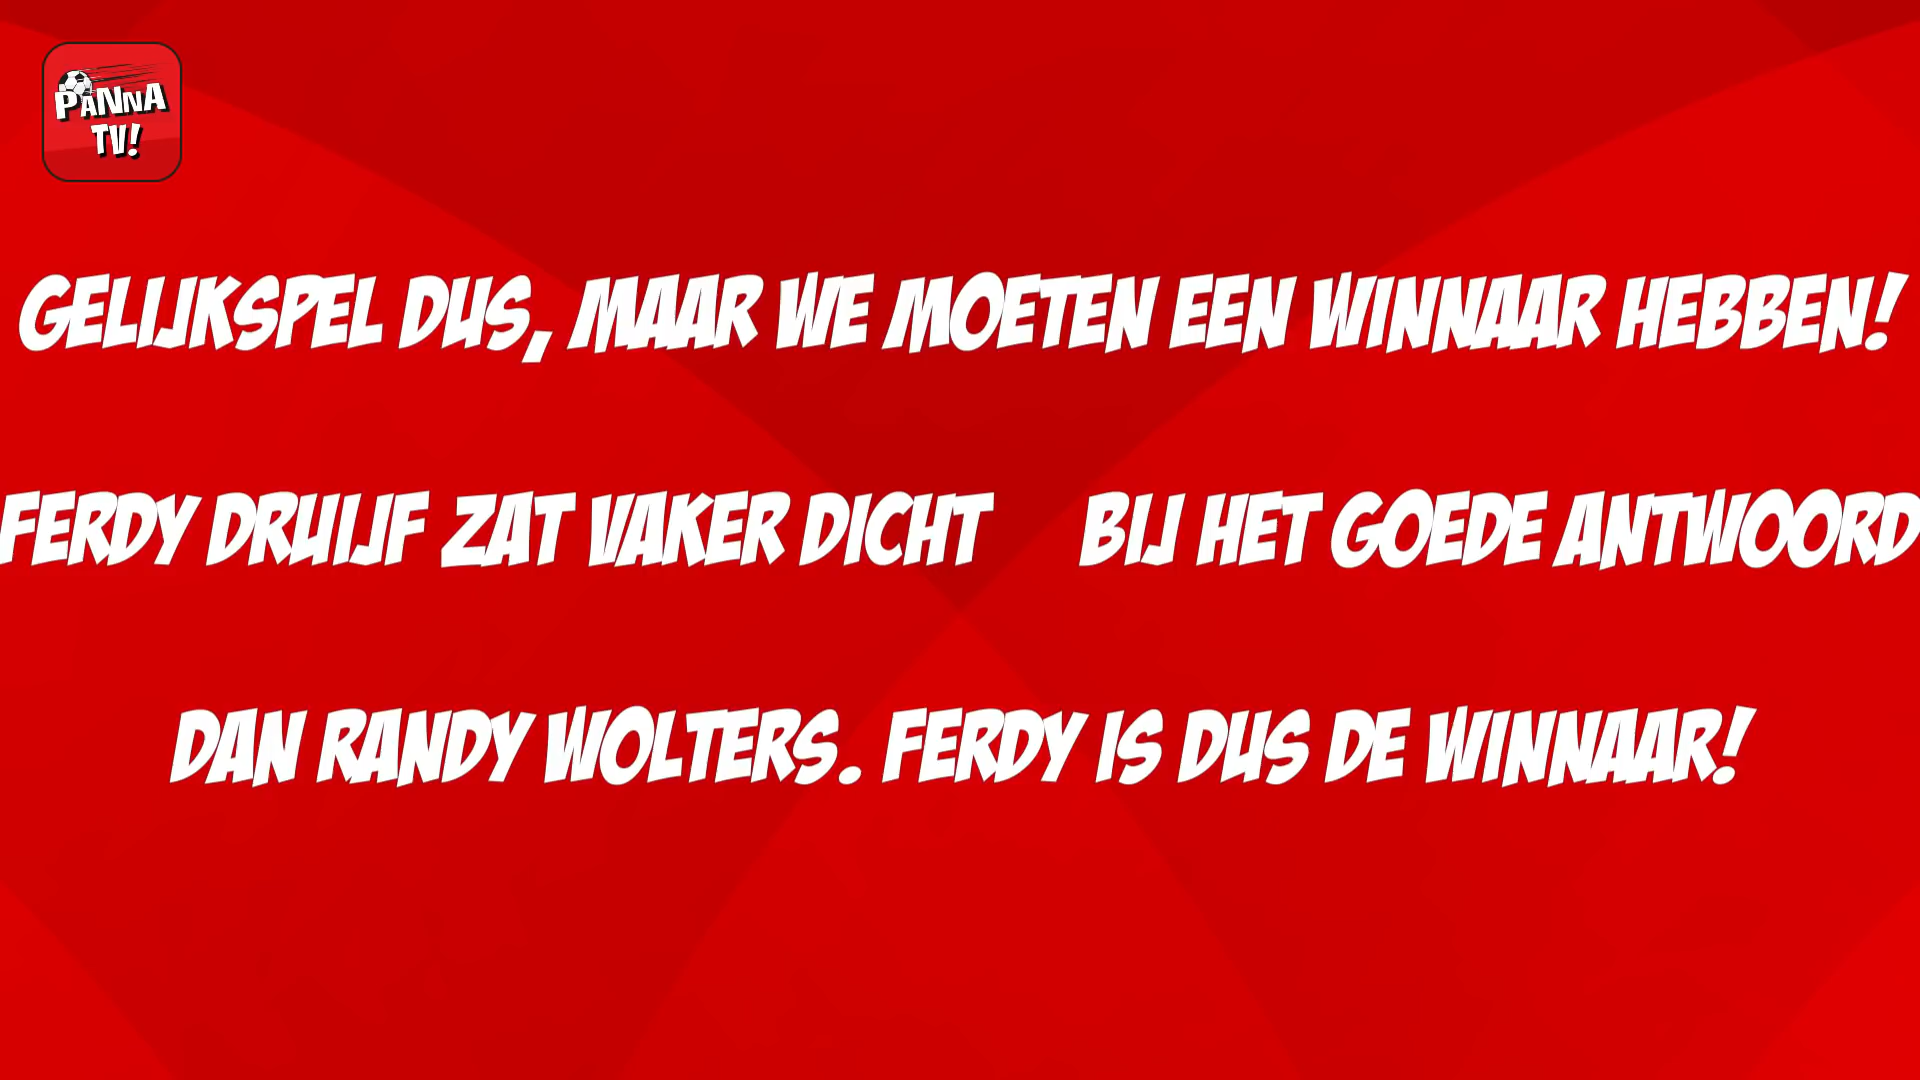 PANNA
TV!
GELIJKSPEL DUS, MAAR WE MOETEN EEN WINNAAR HEBBEN!
FERDY DRUIJF ZAT VAKER DICHT BIJ HET GOEDE ANTWOORD
DAN RANDY WOLTERS. FERDY IS DUS DE WINNAAR!